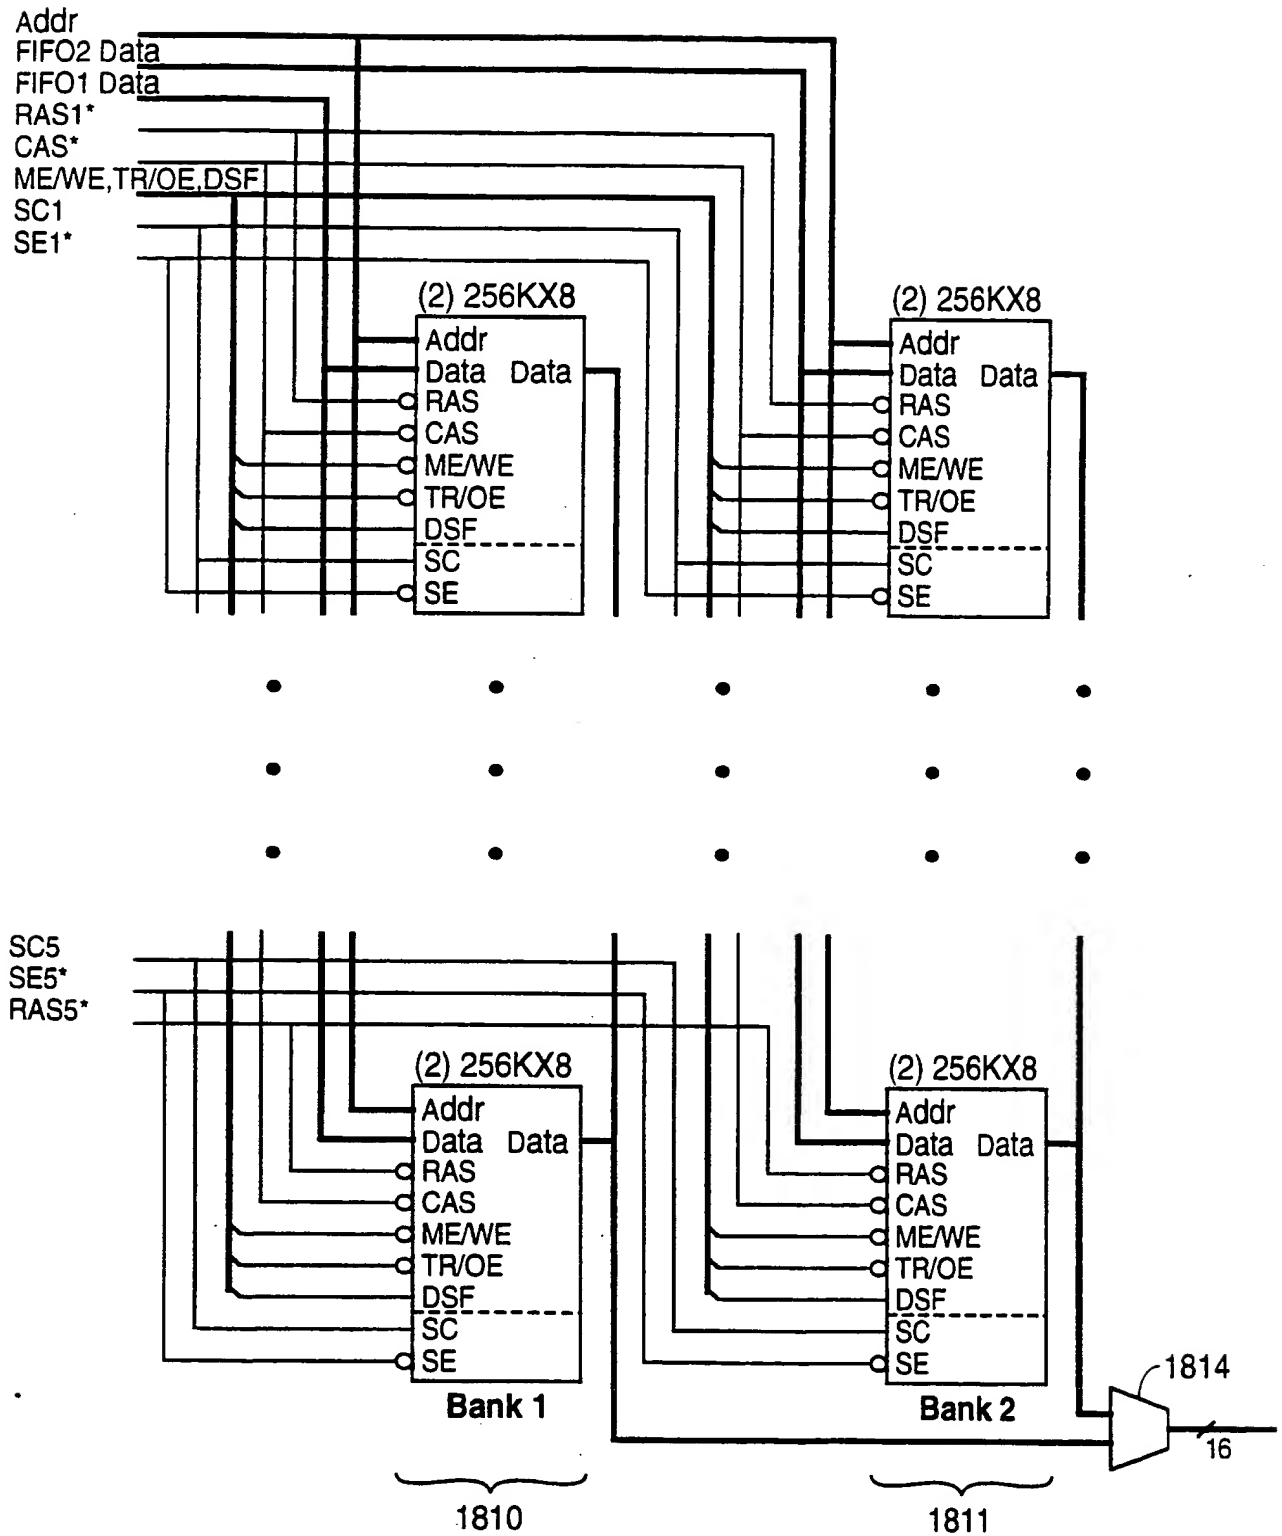 Addr
FIFO2 Data
FIFO1 Data
RAS1*
CAS*
ME/WE,TR/OE,DSF
SC1
SE1*
(2) 256KX8
Addr
Data Data
RAS
CAS
ME/WE
TR/OE
DSF
SC
SE
(2) 256KX8
Addr
Data Data
RAS
CAS
ME/WE
TR/OE
DSF
SC
SE
SC5
SE5*
RAS5*
(2) 256KX8
Addr
Data Data
RAS
CAS
ME/WE
TR/OE
DSF
SC
SE
Bank 1
(2) 256KX8
Addr
Data Data
RAS
CAS
ME/WE
TR/OE
DSF
SC
SE
Bank 2
1814
16
1810
1811